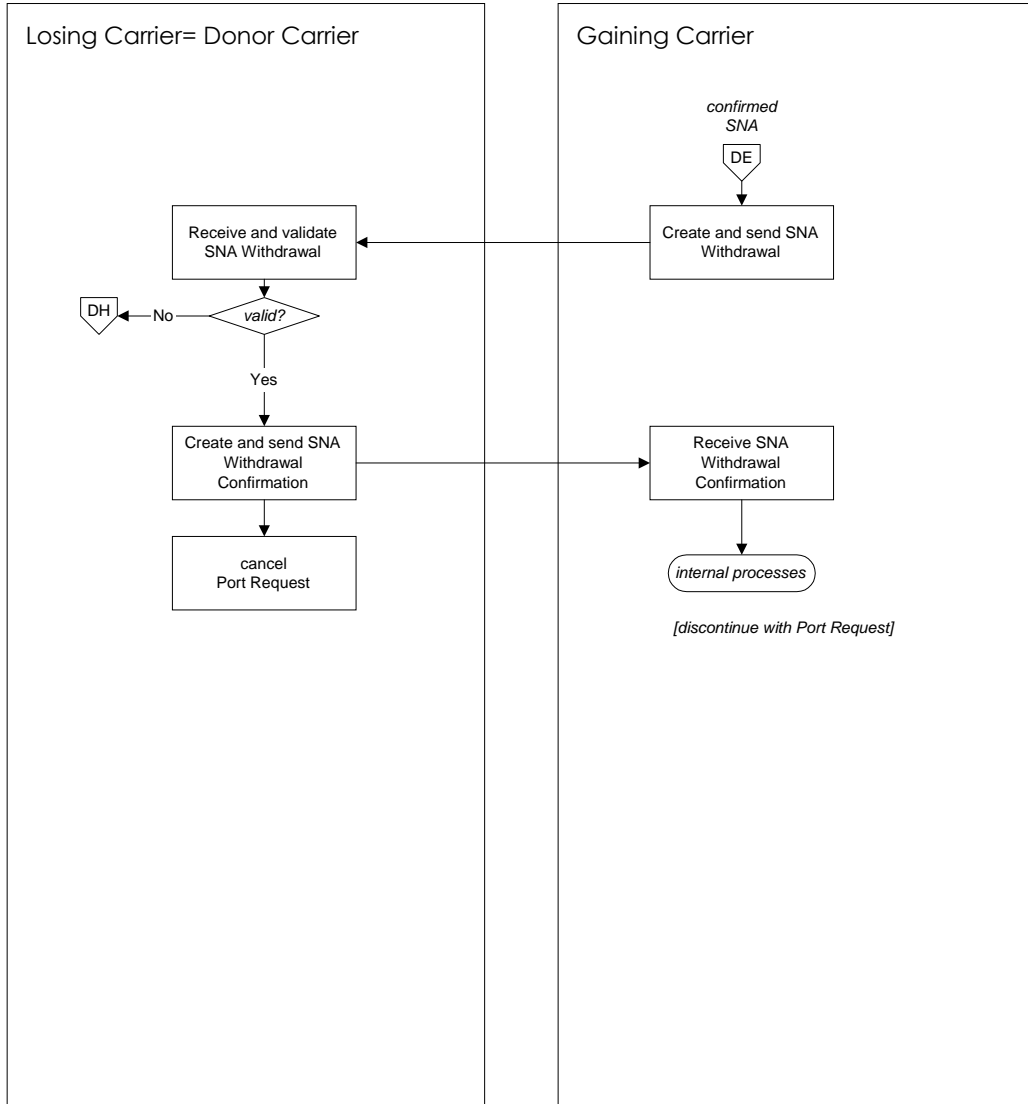 Losing Carrier= Donor Carrier
Gaining Carrier
confirmed
SNA
DE
Receive and validate
SNA Withdrawal
Create and send SNA
Withdrawal
DH
No
valid?
Yes
Create and send SNA
Withdrawal
Confirmation
Receive SNA
Withdrawal
Confirmation
cancel
Port Request
internal processes
[discontinue with Port Request]